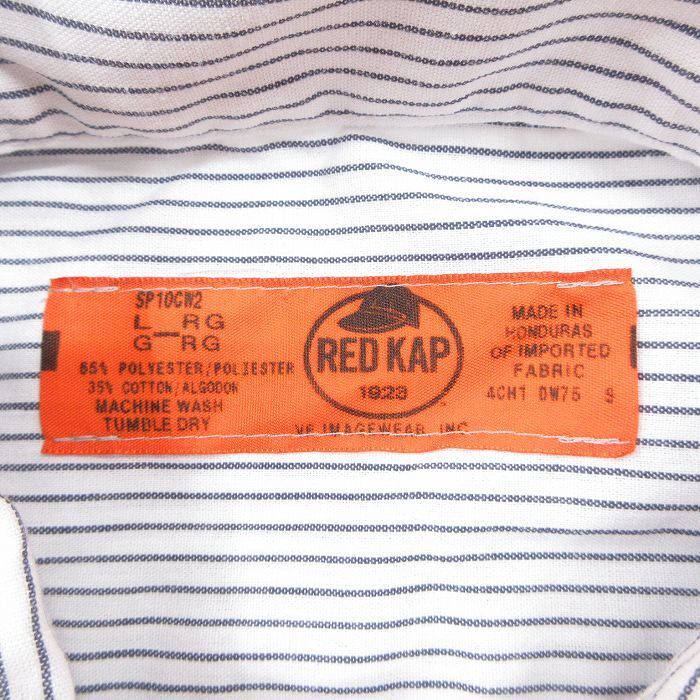 SP10CW2
L—RG
G—RG
65% POLYESTER/POLIESTER
35% COTTON/ALGODON
MACHINE WASH
TUMBLE DRY
RED KAP
1923
VF IMAGEWEAR, INC.
MADE IN
HONDURAS
OF IMPORTED
FABRIC
4CH1 DW75 S